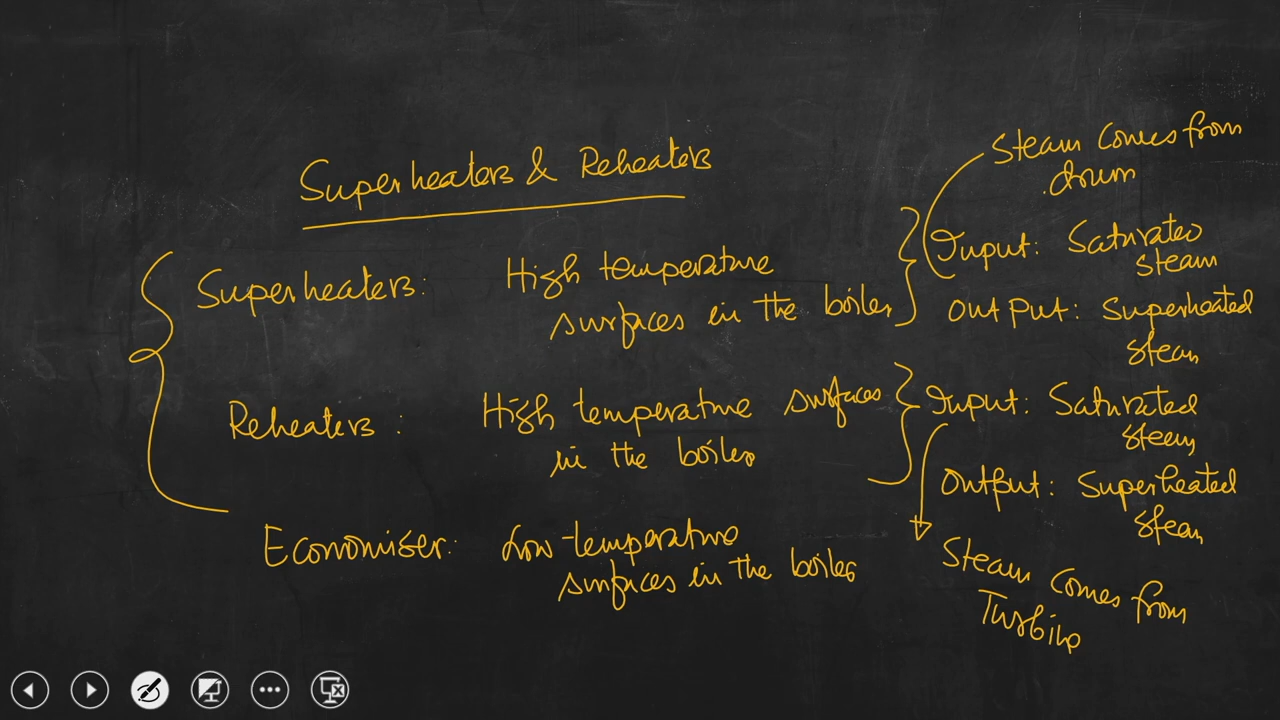 Superheaters & Reheaters
Superheaters:
High temperature
surfaces in the boiler
Steam comes from
drum
Input: Saturated
steam
Output: Superheated
steam
Reheaters:
High temperature surfaces
in the boiler
Input: Saturated
steam
Output: Superheated
steam
Steam comes from
Turbine
Economiser:
Low-temperature
surfaces in the boiler